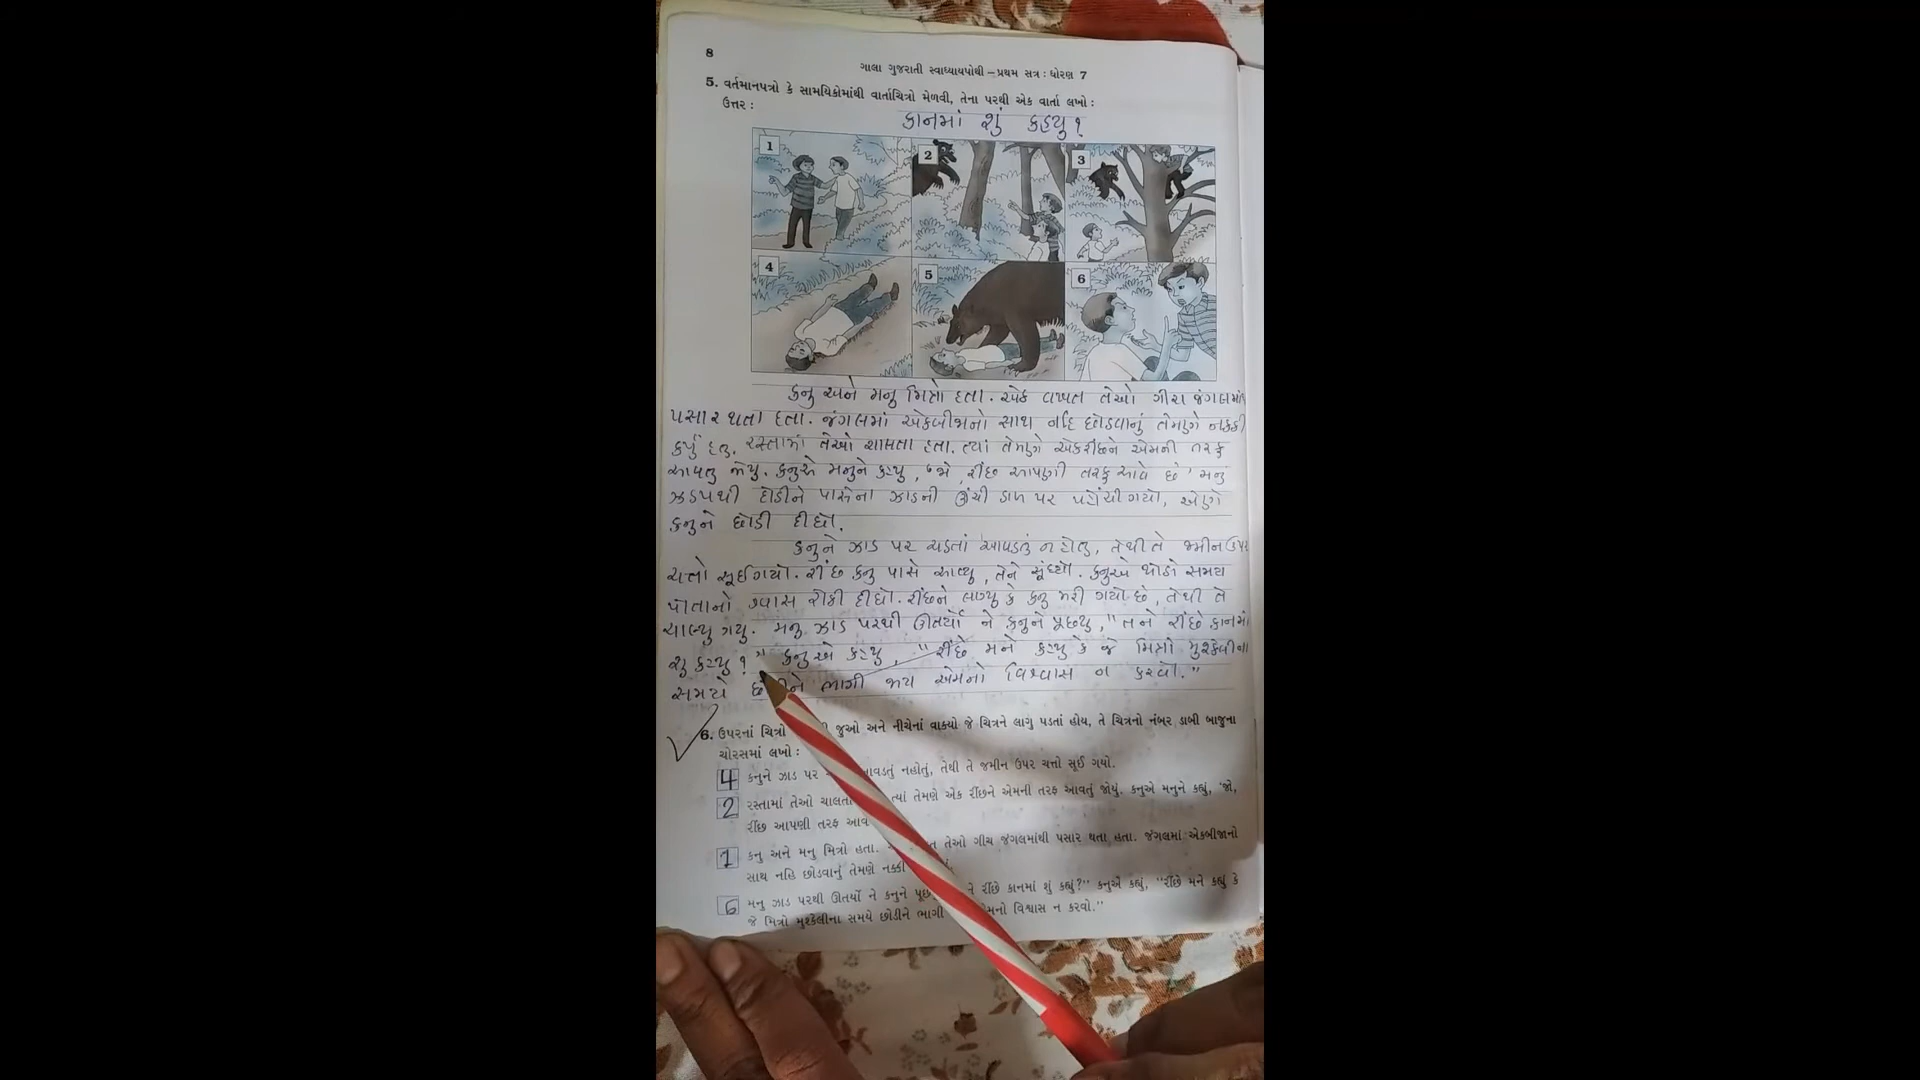 8
ગાલા ગુજરાતી સ્વાધ્યાયપોથી – પ્રથમ સત્ર : ધોરણ 7
5. વર્તમાનપત્રો કે સામયિકોમાંથી વાર્તાચિત્રો મેળવી, તેના પરથી એક વાર્તા લખો :
ઉત્તર :
કાનમાં શું કહ્યુ ?
1
2
3
4
5
6
કનુ અને મનુ મિત્રો હતા. એક વખત તેઓ ગીચ જંગલમાંથી
પસાર થતા હતા. જંગલમાં એકબીજાનો સાથ નહિ છોડવાનું તેમણે નક્કી
કર્યું હતુ. રસ્તામાં તેઓ ચાલતા હતા. ત્યાં તેમણે એક રીંછને એમની તરફ
આવતુ જોયુ. કનુએ મનુને કહ્યુ, 'જો, રીંછ આપણી તરફ આવે છે' મનુ
ઝડપથી દોડીને પાસેના ઝાડની ઊંચી ડાળ પર પહોંચી ગયો, એણે
કનુને છોડી દીધો.
કનુને ઝાડ પર ચડતાં આવડતું નહોતુ, તેથી તે જમીન ઉપર
ચત્તો સૂઈ ગયો. રીંછ કનુ પાસે આવ્યુ, તેને સૂંઘ્યો. કનુએ થોડો સમય
પોતાનો શ્વાસ રોકી દીધો. રીંછને લાગ્યુ કે કનુ મરી ગયો છે, તેથી તે
ચાલ્યુ ગયુ. મનુ ઝાડ પરથી ઊતર્યો ને કનુને પૂછ્યુ, "તને રીંછે કાનમાં
શુ કહ્યુ ?" કનુએ કહ્યુ, "રીંછે મને કહ્યુ કે જે મિત્રો મુશ્કેલીના
સમયે છોડીને ભાગી જાય એમનો વિશ્વાસ ન કરવો."
6. ઉપરનાં ચિત્રો જુઓ અને નીચેનાં વાક્યો જે ચિત્રને લાગુ પડતાં હોય, તે ચિત્રનો નંબર ડાબી બાજુના
ચોરસમાં લખો :
4 કનુને ઝાડ પર આવડતું નહોતું, તેથી તે જમીન ઉપર ચત્તો સૂઈ ગયો.
2 રસ્તામાં તેઓ ચાલતા ત્યાં તેમણે એક રીંછને એમની તરફ આવતું જોયું. કનુએ મનુને કહ્યું, 'જો,
રીંછ આપણી તરફ
1 કનુ અને મનુ મિત્રો હતા. તેઓ ગીચ જંગલમાંથી પસાર થતા હતા. જંગલમાં એકબીજાનો
સાથ નહિ છોડવાનું તેમણે નક્કી
6 મનુ ઝાડ પરથી ઊતર્યો ને કનુને રીંછે કાનમાં શું કહ્યું?" કનુએ કહ્યું, "રીંછે મને કહ્યું કે
જે મિત્રો મુશ્કેલીના સમયે છોડીને ભાગી એમનો વિશ્વાસ ન કરવો."